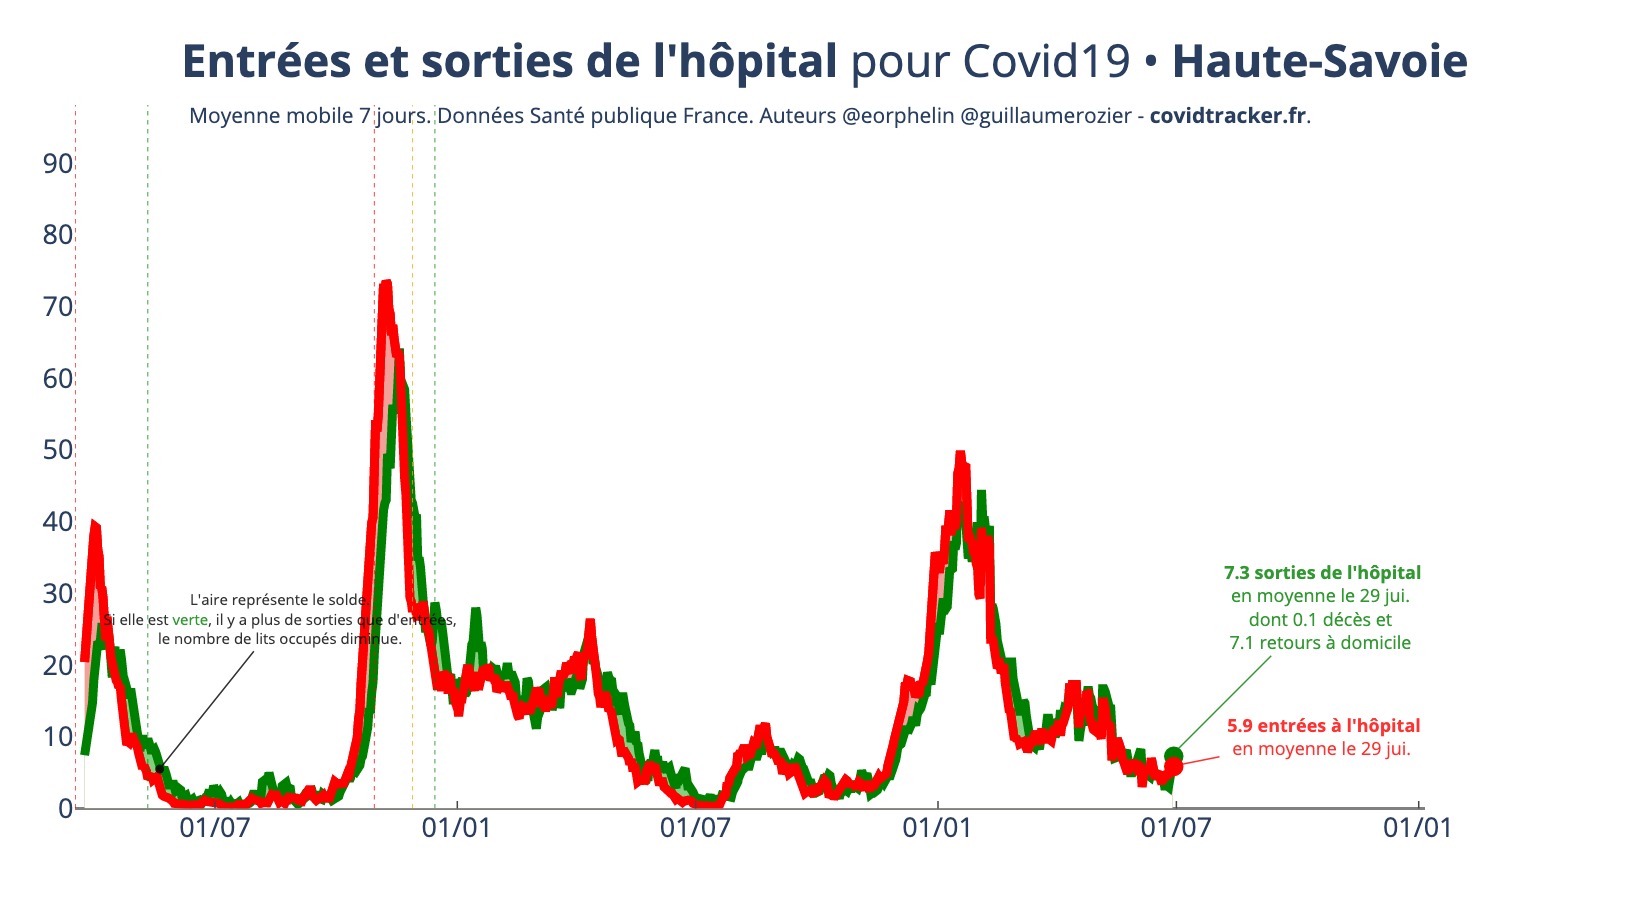 Entrées et sorties de l'hôpital pour Covid19 • Haute-Savoie
Moyenne mobile 7 jours. Données Santé publique France. Auteurs @eorphelin @guillaumerozier - covidtracker.fr.
90
80
70
60
50
40
30
20
10
0
L'aire représente le solde.
Si elle est verte, il y a plus de sorties que d'entrées,
le nombre de lits occupés diminue.
7.3 sorties de l'hôpital
en moyenne le 29 jui.
dont 0.1 décès et
7.1 retours à domicile
5.9 entrées à l'hôpital
en moyenne le 29 jui.
01/07 01/01 01/07 01/01 01/07 01/01